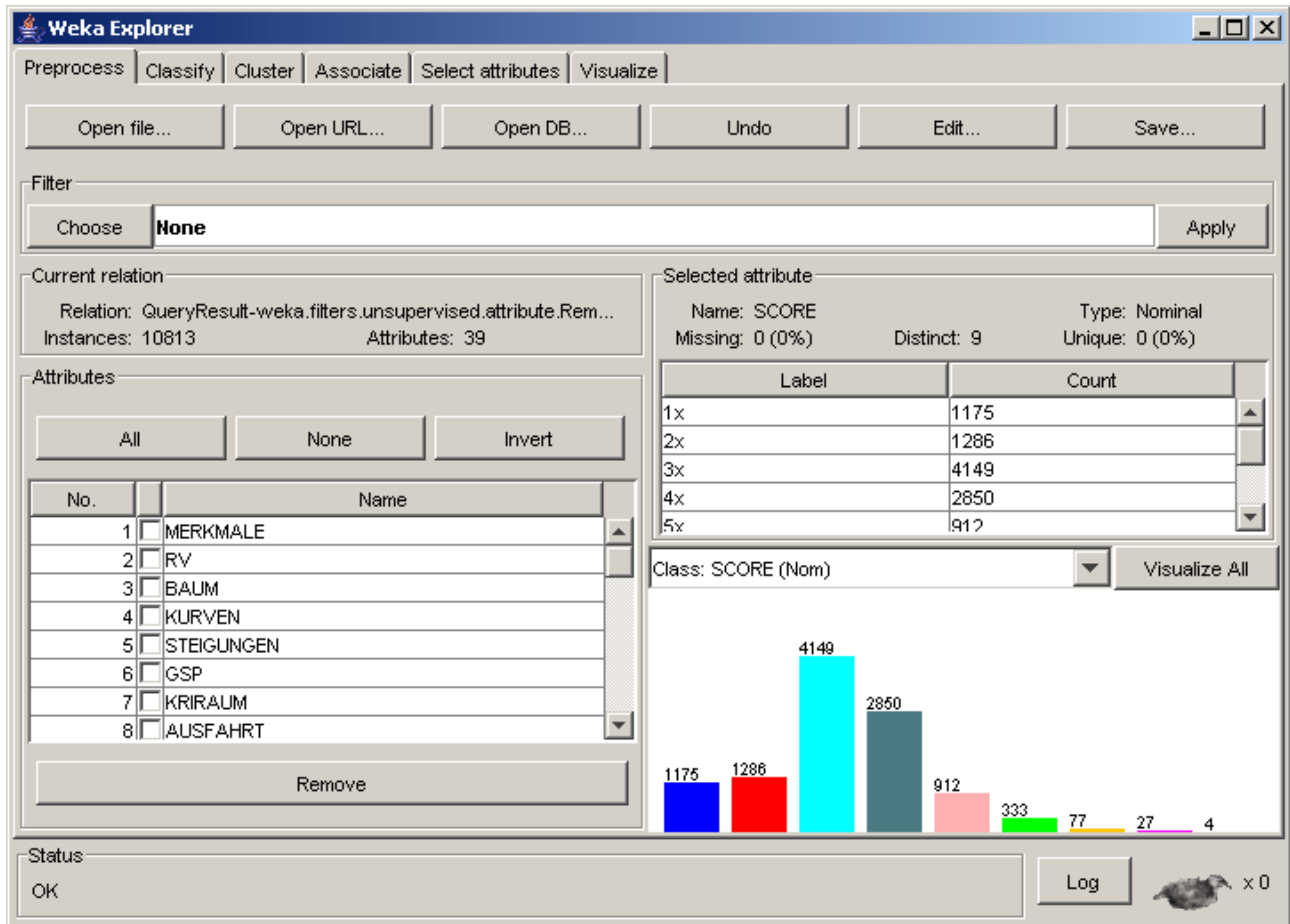 Weka Explorer
Preprocess Classify Cluster Associate Select attributes Visualize
Open file... Open URL... Open DB... Undo Edit... Save...
Filter
Choose None Apply
Current relation
Relation: QueryResult-weka.filters.unsupervised.attribute.Rem...
Instances: 10813 Attributes: 39
Attributes
All None Invert
No. Name
1 MERKMALE
2 RV
3 BAUM
4 KURVEN
5 STEIGUNGEN
6 GSP
7 KRIRAUM
8 AUSFAHRT
Remove
Selected attribute
Name: SCORE Type: Nominal
Missing: 0 (0%) Distinct: 9 Unique: 0 (0%)
Label Count
1x 1175
2x 1286
3x 4149
4x 2850
5x 912
Class: SCORE (Nom) Visualize All
1175 1286 4149 2850 912 333 77 27 4
Status
OK
Log x 0